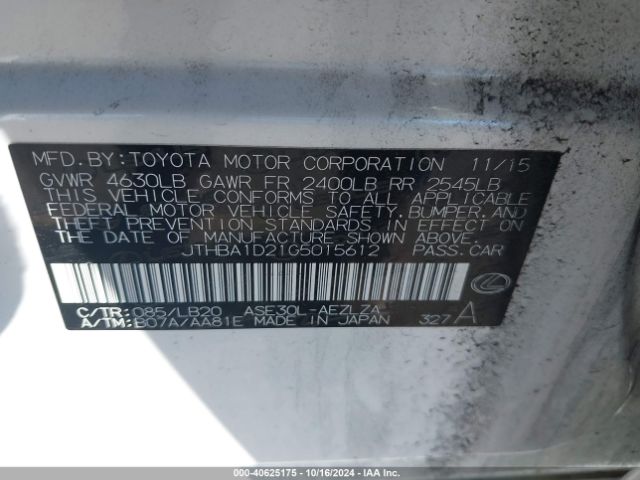 MFD.BY:TOYOTA MOTOR CORPORATION 11/15
GVWR 4630LB GAWR FR 2400LB RR 2545LB
THIS VEHICLE CONFORMS TO ALL APPLICABLE
FEDERAL MOTOR VEHICLE SAFETY,BUMPER,AND
THEFT PREVENTION STANDARDS IN EFFECT ON
THE DATE OF MANUFACTURE SHOWN ABOVE.
JTHBA1D21G5015612 PASS.CAR
C/TR:085/LB20 ASE30L-AEZLZA
A/TM:B07A/AA81E MADE IN JAPAN 327 A
000-40625175 - 10/16/2024 - IAA Inc.